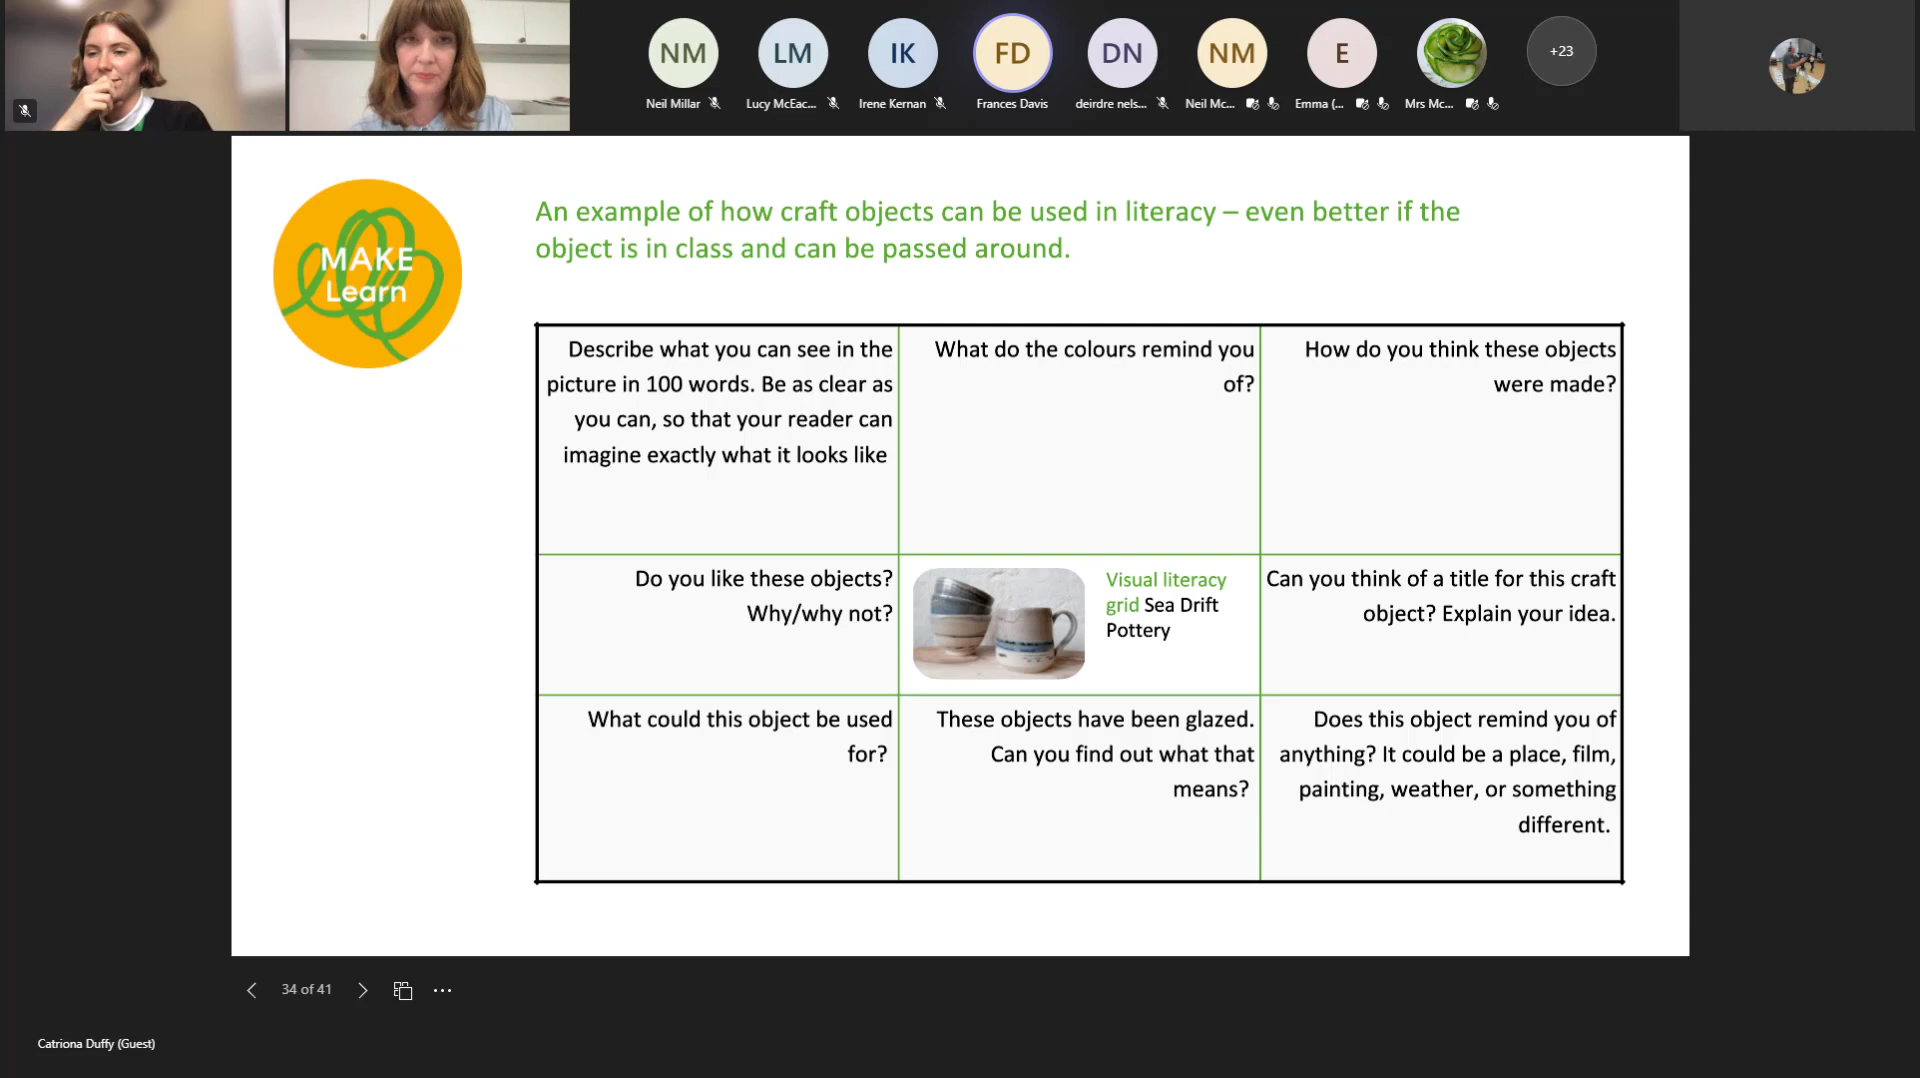 NM
LM
IK
FD
DN
NM
E
+23
Neil Millar
Lucy McEac...
Irene Kernan
Frances Davis
deirdre nels...
Neil Mc...
Emma (...
Mrs Mc...
MAKE
Learn
An example of how craft objects can be used in literacy – even better if the
object is in class and can be passed around.
Describe what you can see in the
picture in 100 words. Be as clear as
you can, so that your reader can
imagine exactly what it looks like
What do the colours remind you
of?
How do you think these objects
were made?
Do you like these objects?
Why/why not?
Visual literacy
grid Sea Drift
Pottery
Can you think of a title for this craft
object? Explain your idea.
What could this object be used
for?
These objects have been glazed.
Can you find out what that
means?
Does this object remind you of
anything? It could be a place, film,
painting, weather, or something
different.
34 of 41
Catriona Duffy (Guest)